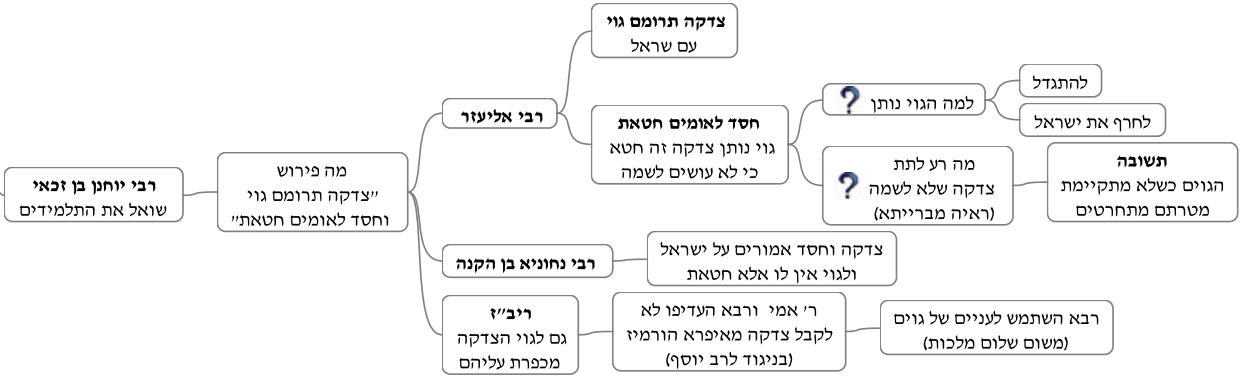 רבי יוחנן בן זכאי
שואל את התלמידים
מה פירוש
"צדקה תרומם גוי
וחסד לאומים חטאת"
רבי אליעזר
צדקה תרומם גוי
עם שראל
חסד לאומים חטאת
גוי נותן צדקה זה חטא
כי לא עושים לשמה
למה הגוי נותן ?
להתגדל
לחרף את ישראל
מה רע לתת
צדקה שלא לשמה ?
(ראיה מברייתא)
תשובה
הגוים כשלא מתקיימת
מטרתם מתחרטים
רבי נחוניא בן הקנה
צדקה וחסד אמורים על ישראל
ולגוי אין לו אלא חטאת
ריב"ז
גם לגוי הצדקה
מכפרת עליהם
ר' אמי ורבא העדיפו לא
לקבל צדקה מאיפרא הורמיז
(בניגוד לרב יוסף)
רבא השתמש לעניים של גוים
(משום שלום מלכות)